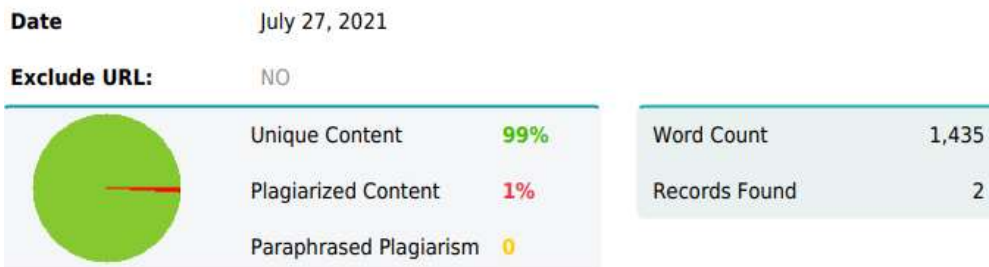 Date July 27, 2021
Exclude URL: NO
Unique Content 99%
Plagiarized Content 1%
Paraphrased Plagiarism 0
Word Count 1,435
Records Found 2